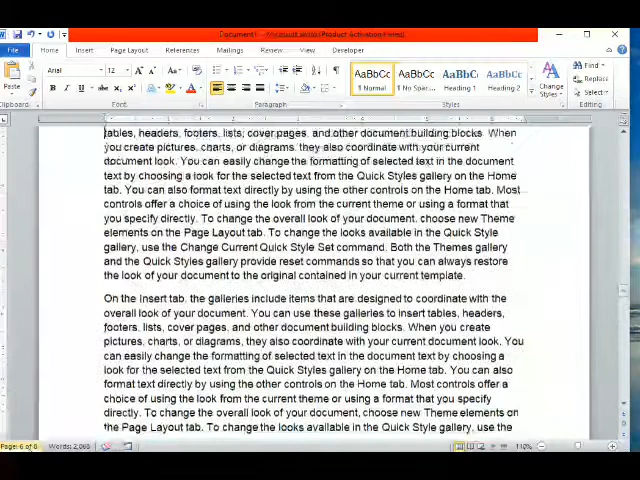 Document1 - Microsoft Word (Product Activation Failed)
File Home Insert Page Layout References Mailings Review View Developer
Arial 12
Paste
B I U
AaBbCc AaBbCc AaBbC AaBbCc
¶ Normal ¶ No Spac... Heading 1 Heading 2
Change Styles
Find
Replace
Select
Clipboard Font Paragraph Styles Editing
tables, headers, footers, lists, cover pages, and other document building blocks. When
you create pictures, charts, or diagrams, they also coordinate with your current
document look. You can easily change the formatting of selected text in the document
text by choosing a look for the selected text from the Quick Styles gallery on the Home
tab. You can also format text directly by using the other controls on the Home tab. Most
controls offer a choice of using the look from the current theme or using a format that
you specify directly. To change the overall look of your document, choose new Theme
elements on the Page Layout tab. To change the looks available in the Quick Style
gallery, use the Change Current Quick Style Set command. Both the Themes gallery
and the Quick Styles gallery provide reset commands so that you can always restore
the look of your document to the original contained in your current template.
On the Insert tab, the galleries include items that are designed to coordinate with the
overall look of your document. You can use these galleries to insert tables, headers,
footers, lists, cover pages, and other document building blocks. When you create
pictures, charts, or diagrams, they also coordinate with your current document look. You
can easily change the formatting of selected text in the document text by choosing a
look for the selected text from the Quick Styles gallery on the Home tab. You can also
format text directly by using the other controls on the Home tab. Most controls offer a
choice of using the look from the current theme or using a format that you specify
directly. To change the overall look of your document, choose new Theme elements on
the Page Layout tab. To change the looks available in the Quick Style gallery, use the
Page: 6 of 8 Words: 2,068 110%